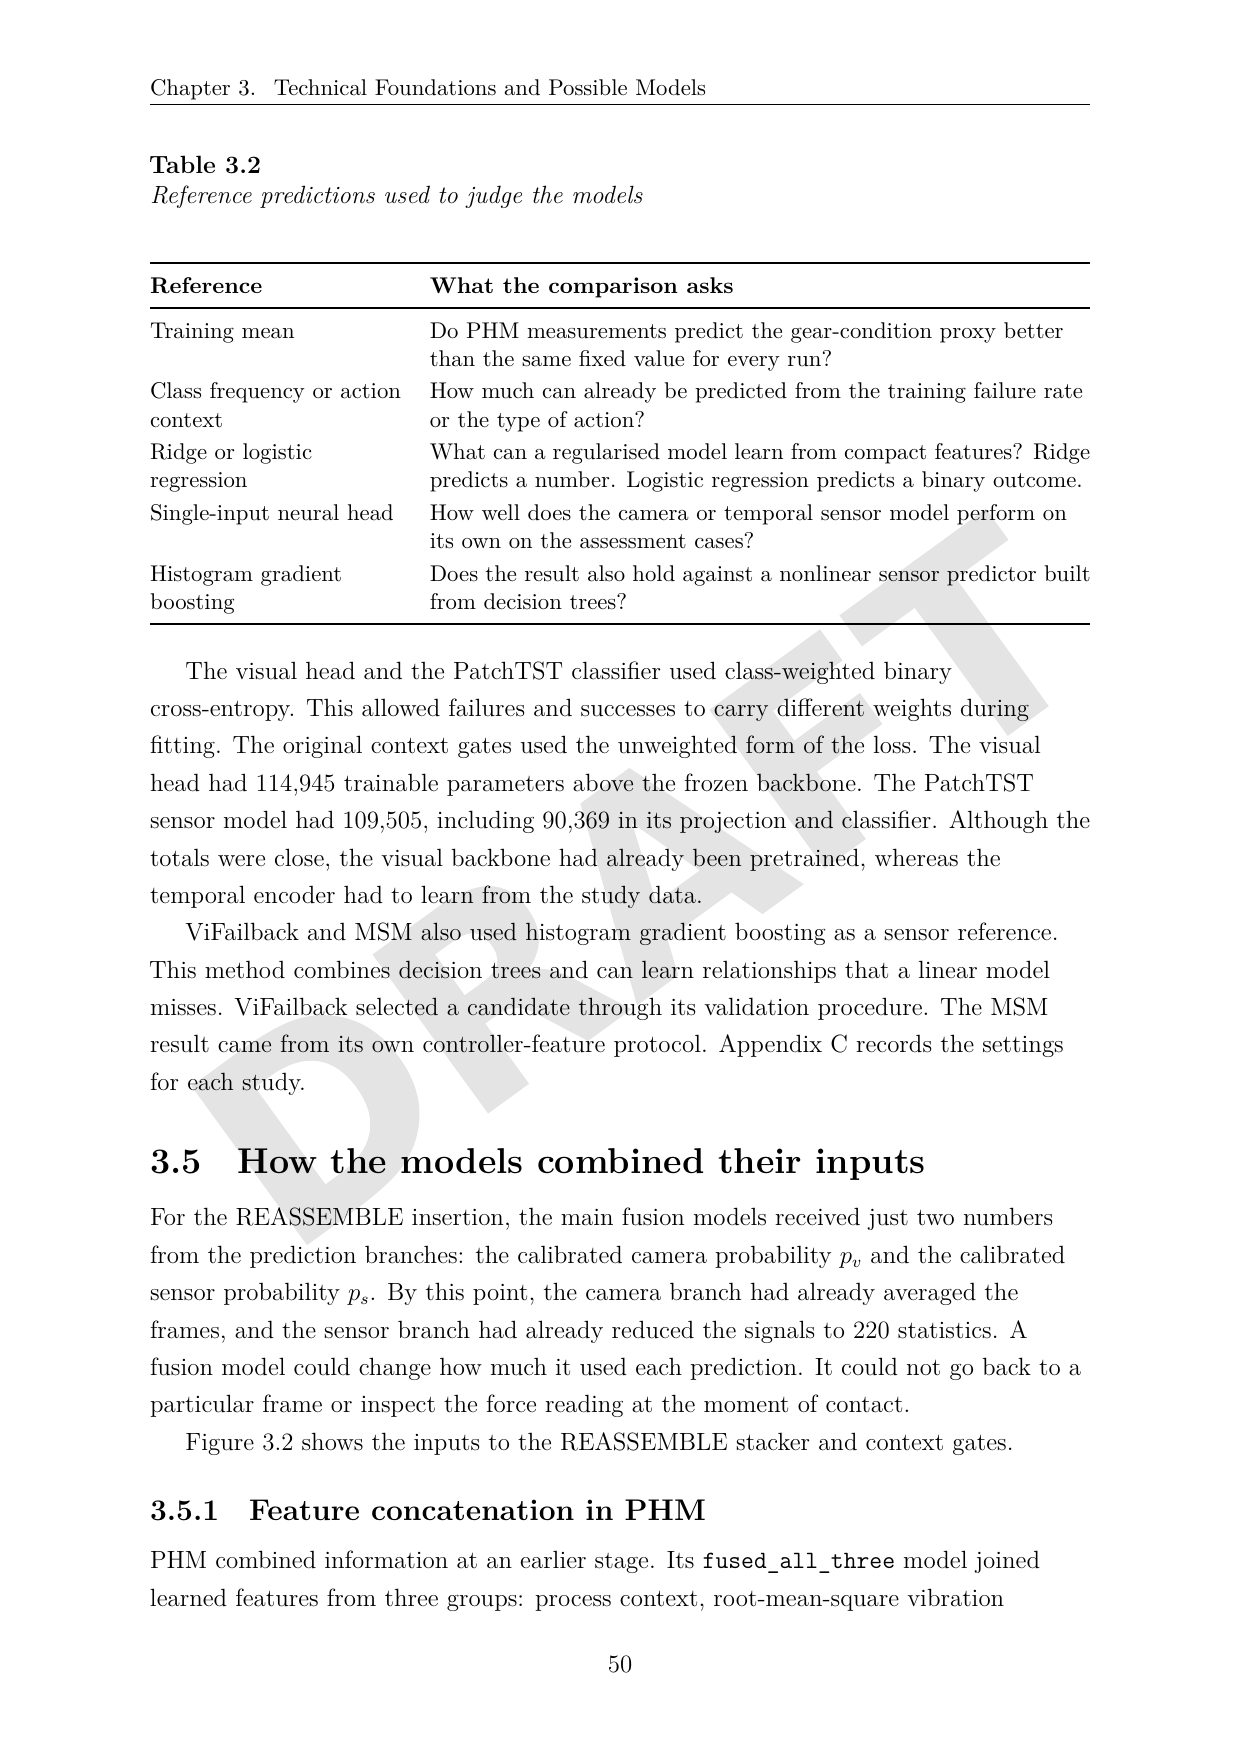 Chapter 3. Technical Foundations and Possible Models
Table 3.2
Reference predictions used to judge the models
Reference What the comparison asks
Training mean Do PHM measurements predict the gear-condition proxy better
than the same fixed value for every run?
Class frequency or action How much can already be predicted from the training failure rate
context or the type of action?
Ridge or logistic What can a regularised model learn from compact features? Ridge
regression predicts a number. Logistic regression predicts a binary outcome.
Single-input neural head How well does the camera or temporal sensor model perform on
its own on the assessment cases?
Histogram gradient Does the result also hold against a nonlinear sensor predictor built
boosting from decision trees?
The visual head and the PatchTST classifier used class-weighted binary
cross-entropy. This allowed failures and successes to carry different weights during
fitting. The original context gates used the unweighted form of the loss. The visual
head had 114,945 trainable parameters above the frozen backbone. The PatchTST
sensor model had 109,505, including 90,369 in its projection and classifier. Although the
totals were close, the visual backbone had already been pretrained, whereas the
temporal encoder had to learn from the study data.
ViFailback and MSM also used histogram gradient boosting as a sensor reference.
This method combines decision trees and can learn relationships that a linear model
misses. ViFailback selected a candidate through its validation procedure. The MSM
result came from its own controller-feature protocol. Appendix C records the settings
for each study.
3.5 How the models combined their inputs
For the REASSEMBLE insertion, the main fusion models received just two numbers
from the prediction branches: the calibrated camera probability pv and the calibrated
sensor probability ps. By this point, the camera branch had already averaged the
frames, and the sensor branch had already reduced the signals to 220 statistics. A
fusion model could change how much it used each prediction. It could not go back to a
particular frame or inspect the force reading at the moment of contact.
Figure 3.2 shows the inputs to the REASSEMBLE stacker and context gates.
3.5.1 Feature concatenation in PHM
PHM combined information at an earlier stage. Its fused_all_three model joined
learned features from three groups: process context, root-mean-square vibration
50
DRAFT